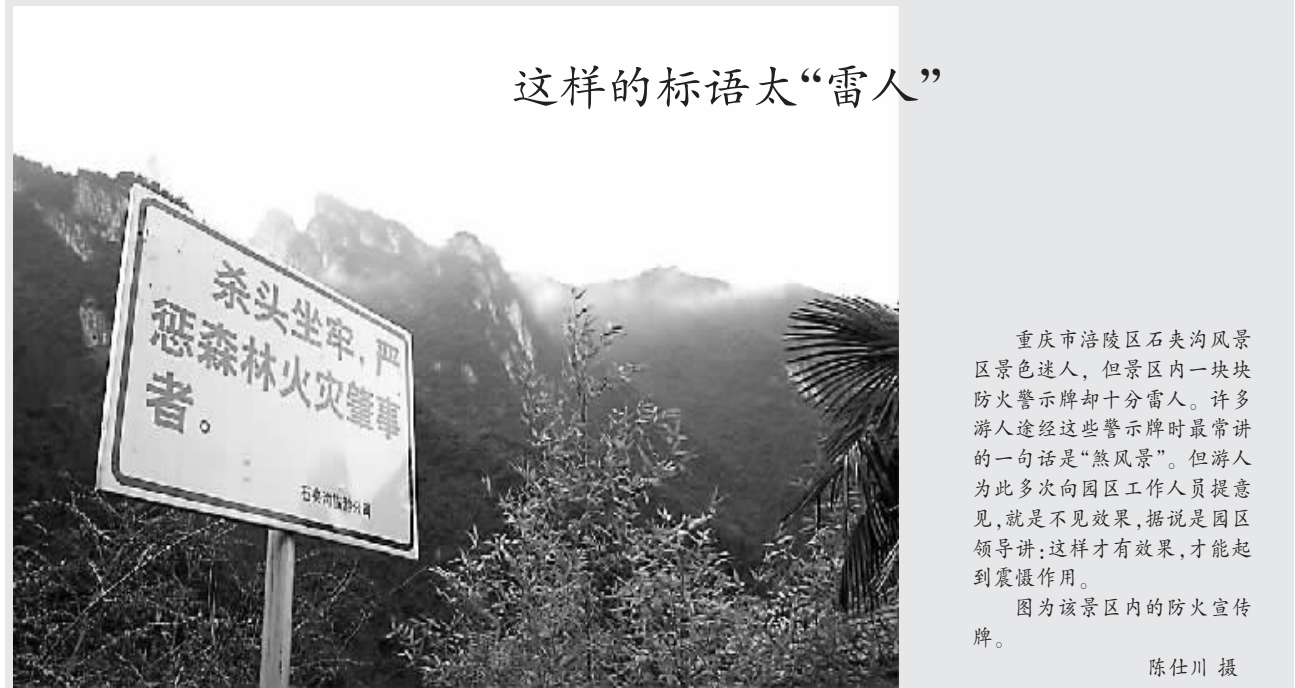 这样的标语太“雷人”
杀头坐牢，严
惩森林火灾肇事
者。
石夹沟旅游公司
重庆市涪陵区石夹沟风景
区景色迷人，但景区内一块块
防火警示牌却十分雷人。许多
游人途经这些警示牌时最常讲
的一句话是“煞风景”。但游人
为此多次向园区工作人员提意
见，就是不见效果，据说是园区
领导讲：这样才有效果，才能起
到震慑作用。
图为该景区内的防火宣传
牌。
陈仕川 摄